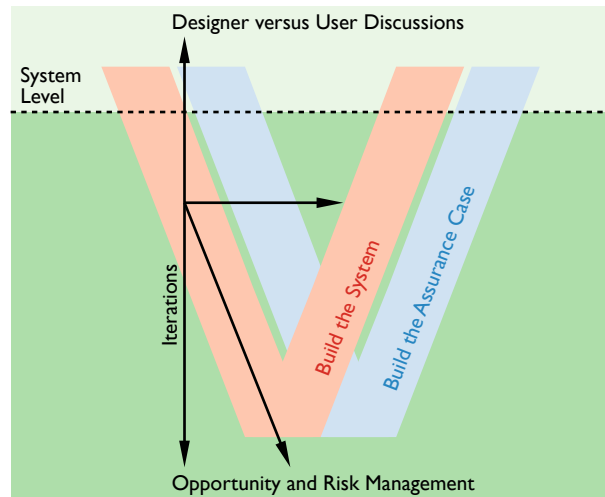 Designer versus User Discussions
System
Level
Iterations
Build the System
Build the Assurance Case
Opportunity and Risk Management